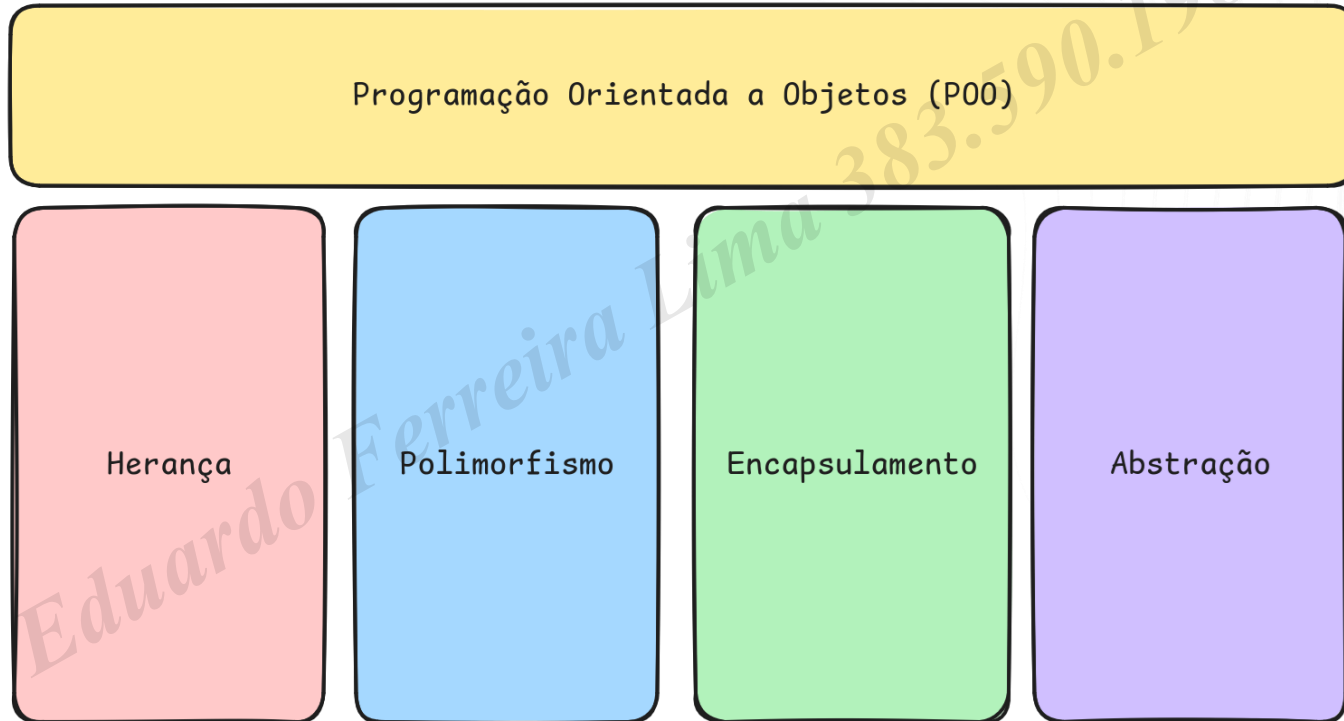 Programação Orientada a Objetos (POO)
Herança
Polimorfismo
Encapsulamento
Abstração
Eduardo Ferreira Lima 383.590.